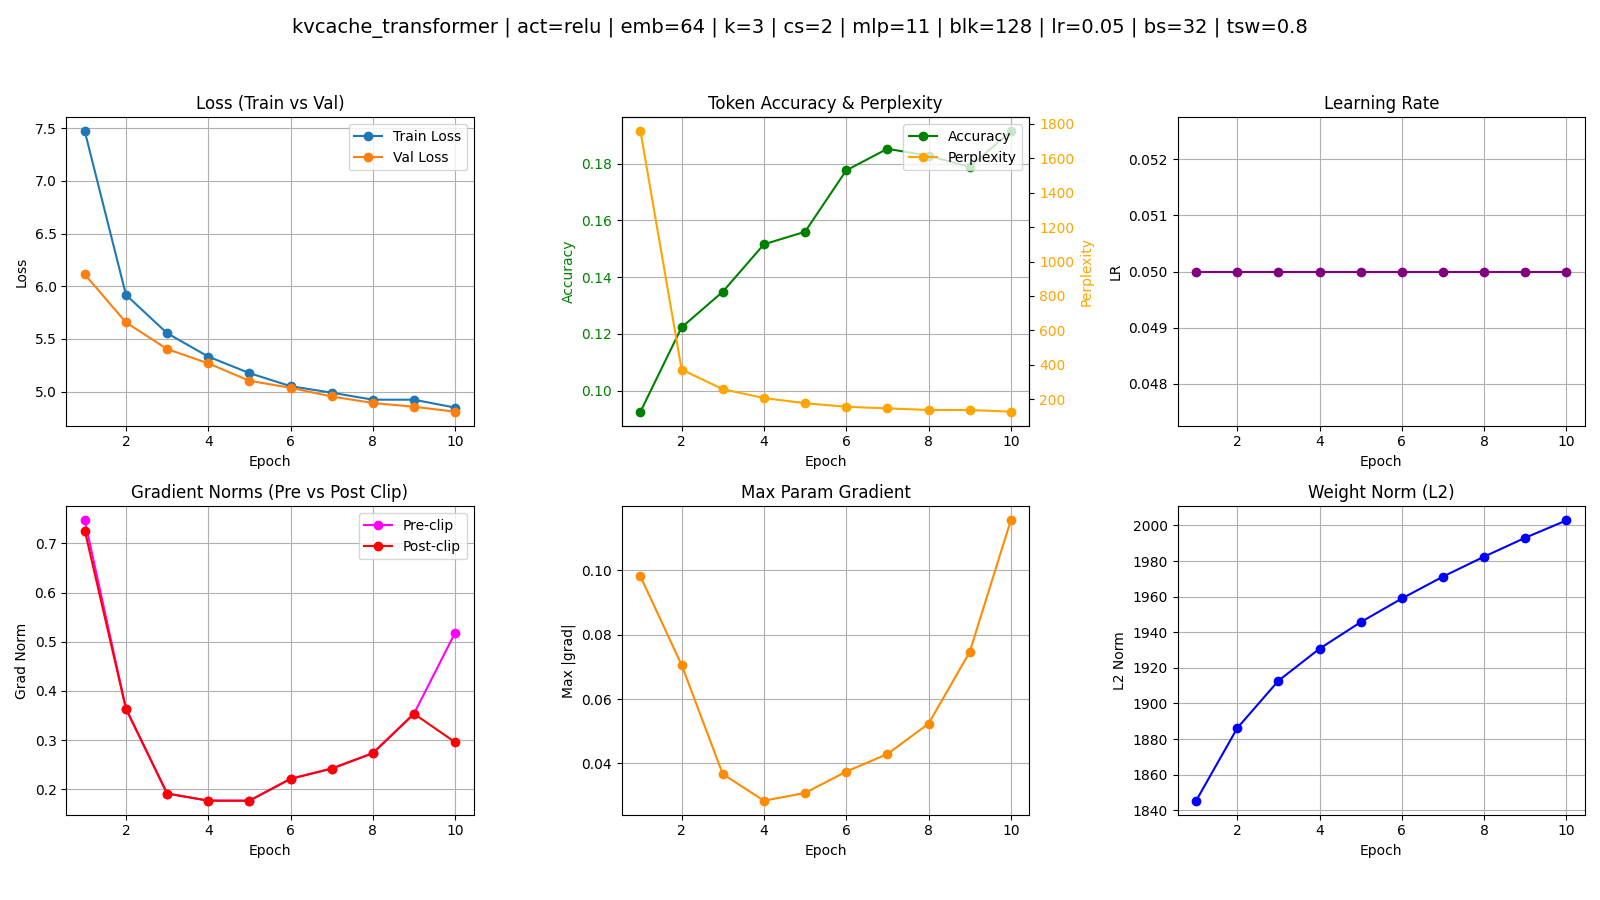 kvcache_transformer | act=relu | emb=64 | k=3 | cs=2 | mlp=11 | blk=128 | lr=0.05 | bs=32 | tsw=0.8
Loss (Train vs Val)
Train Loss
Val Loss
7.5
7.0
6.5
6.0
5.5
5.0
Loss
2 4 6 8 10
Epoch
Token Accuracy & Perplexity
Accuracy
Perplexity
0.18
0.16
0.14
0.12
0.10
Accuracy
1800
1600
1400
1200
1000
800
600
400
200
Perplexity
2 4 6 8 10
Epoch
Learning Rate
0.052
0.051
0.050
0.049
0.048
LR
2 4 6 8 10
Epoch
Gradient Norms (Pre vs Post Clip)
Pre-clip
Post-clip
0.7
0.6
0.5
0.4
0.3
0.2
Grad Norm
2 4 6 8 10
Epoch
Max Param Gradient
0.10
0.08
0.06
0.04
Max |grad|
2 4 6 8 10
Epoch
Weight Norm (L2)
2000
1980
1960
1940
1920
1900
1880
1860
1840
L2 Norm
2 4 6 8 10
Epoch